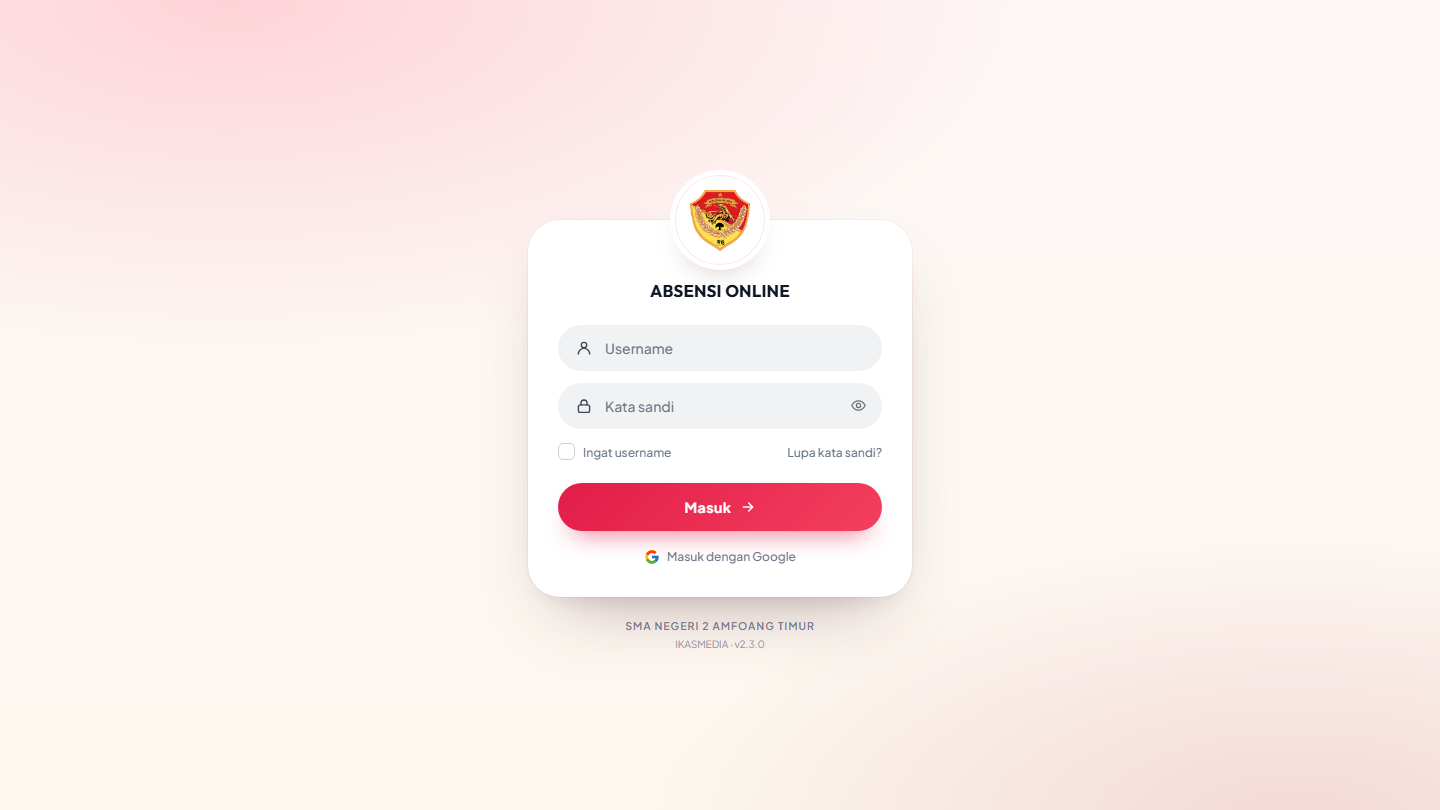 ABSENSI ONLINE
Username
Kata sandi
Ingat username
Lupa kata sandi?
Masuk
Masuk dengan Google
SMA NEGERI 2 AMFOANG TIMUR
IKASMEDIA · v2.3.0